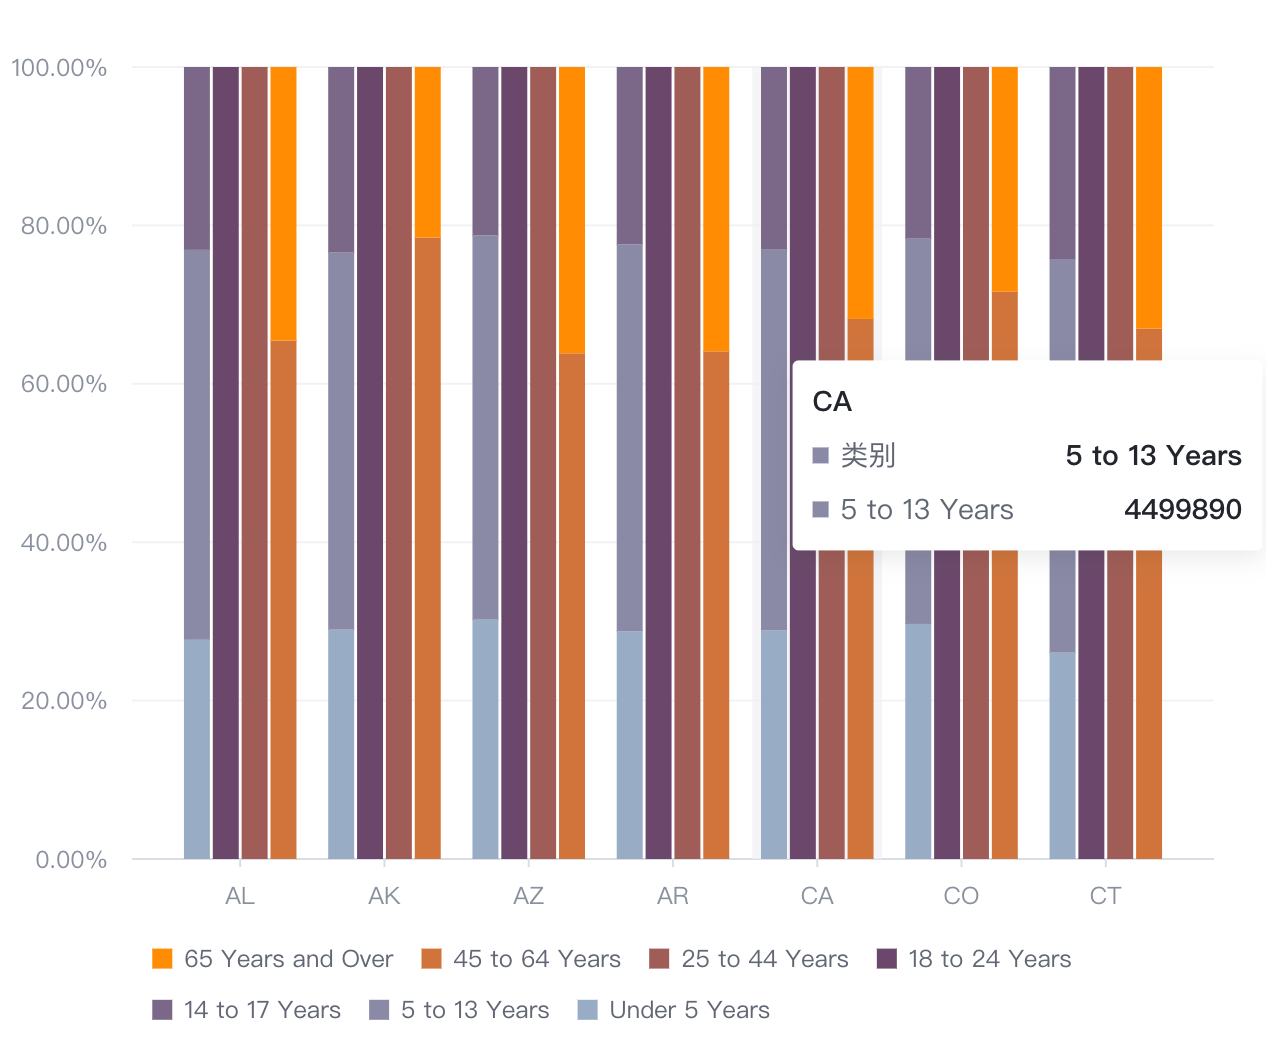 100.00%
80.00%
60.00%
40.00%
20.00%
0.00%
CA
类别 5 to 13 Years
5 to 13 Years 4499890
AL AK AZ AR CA CO CT
65 Years and Over 45 to 64 Years 25 to 44 Years 18 to 24 Years
14 to 17 Years 5 to 13 Years Under 5 Years